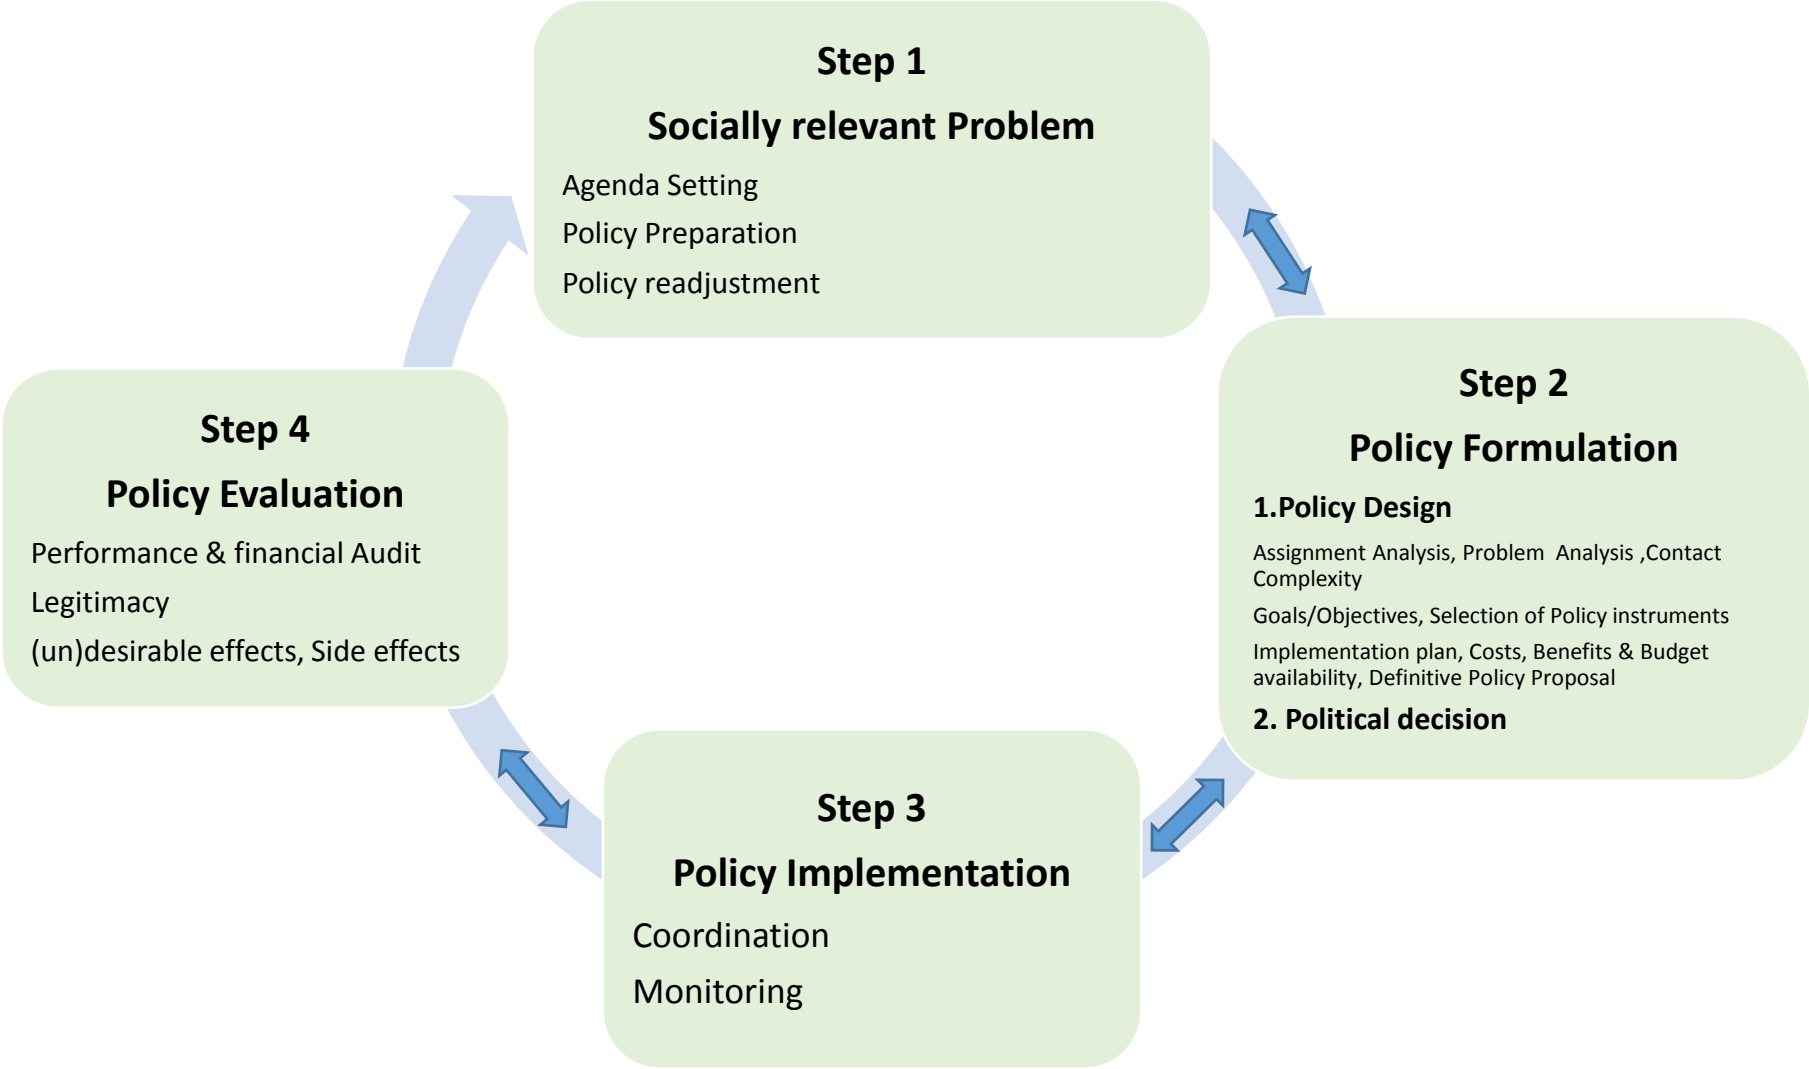 Step 1
Socially relevant Problem
Agenda Setting
Policy Preparation
Policy readjustment
Step 2
Policy Formulation
1.Policy Design
Assignment Analysis, Problem  Analysis ,Contact
Complexity
Goals/Objectives, Selection of Policy instruments
Implementation plan, Costs, Benefits & Budget
availability, Definitive Policy Proposal
2. Political decision
Step 3
Policy Implementation
Coordination
Monitoring
Step 4
Policy Evaluation
Performance & financial Audit
Legitimacy
(un)desirable effects, Side effects